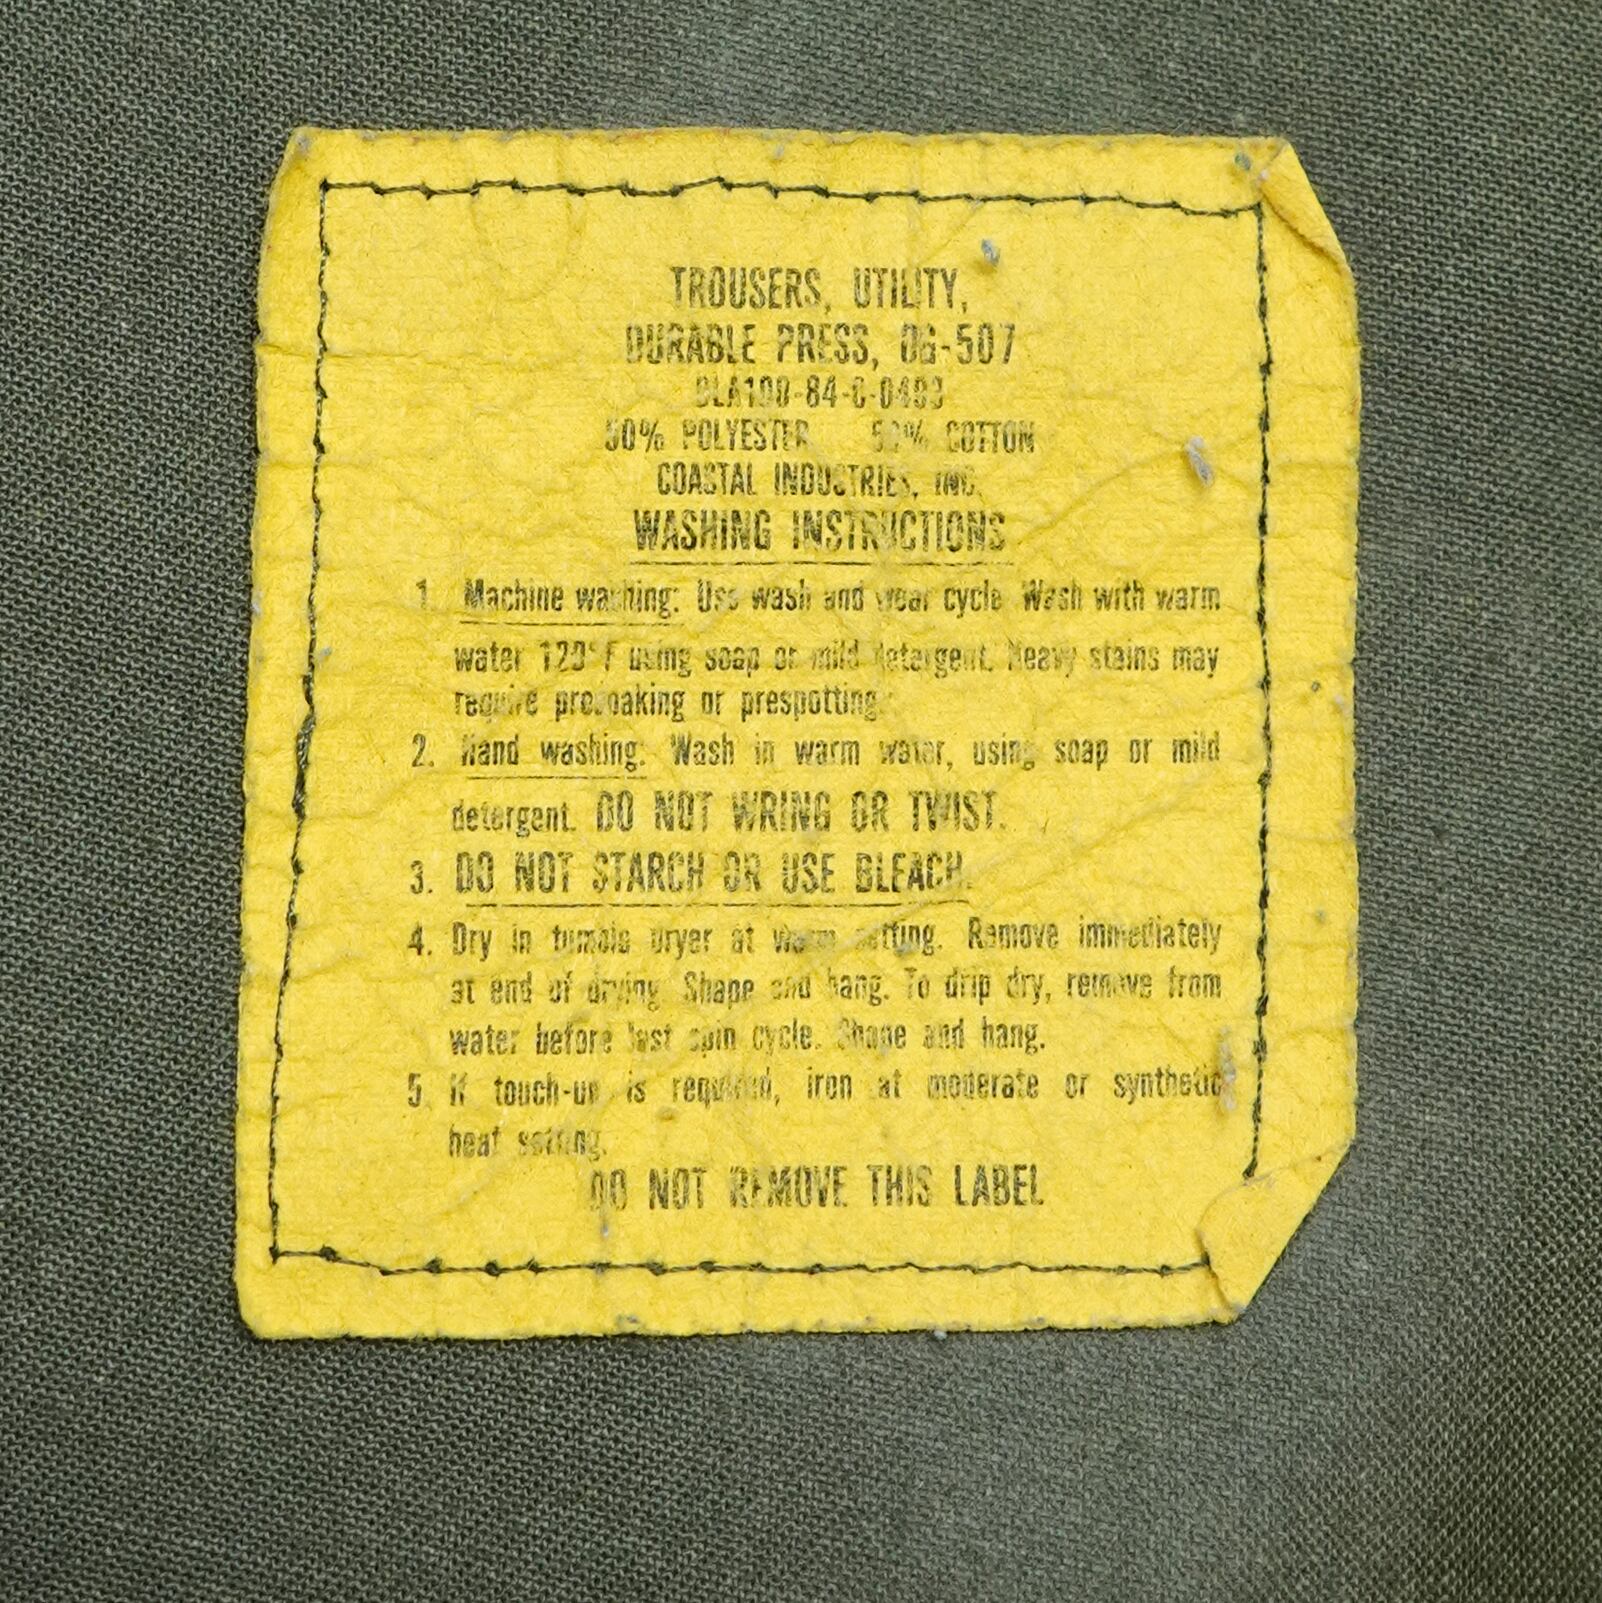 TROUSERS, UTILITY,
DURABLE PRESS, OG-507
DLA100-84-C-0403
50% POLYESTER 50% COTTON
COASTAL INDUSTRIES, INC.
WASHING INSTRUCTIONS
1. Machine washing: Use wash and wear cycle. Wash with warm
water 120°F using soap or mild detergent. Heavy stains may
require presoaking or prespotting.
2. Hand washing: Wash in warm water, using soap or mild
detergent. DO NOT WRING OR TWIST.
3. DO NOT STARCH OR USE BLEACH.
4. Dry in tumble dryer at warm setting. Remove immediately
at end of drying. Shape and hang. To drip dry, remove from
water before last spin cycle. Shape and hang.
5. If touch-up is required, iron at moderate or synthetic
heat setting.
DO NOT REMOVE THIS LABEL